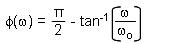 ϕ(ω) = π/2 - tan⁻¹(ω/ωₒ)